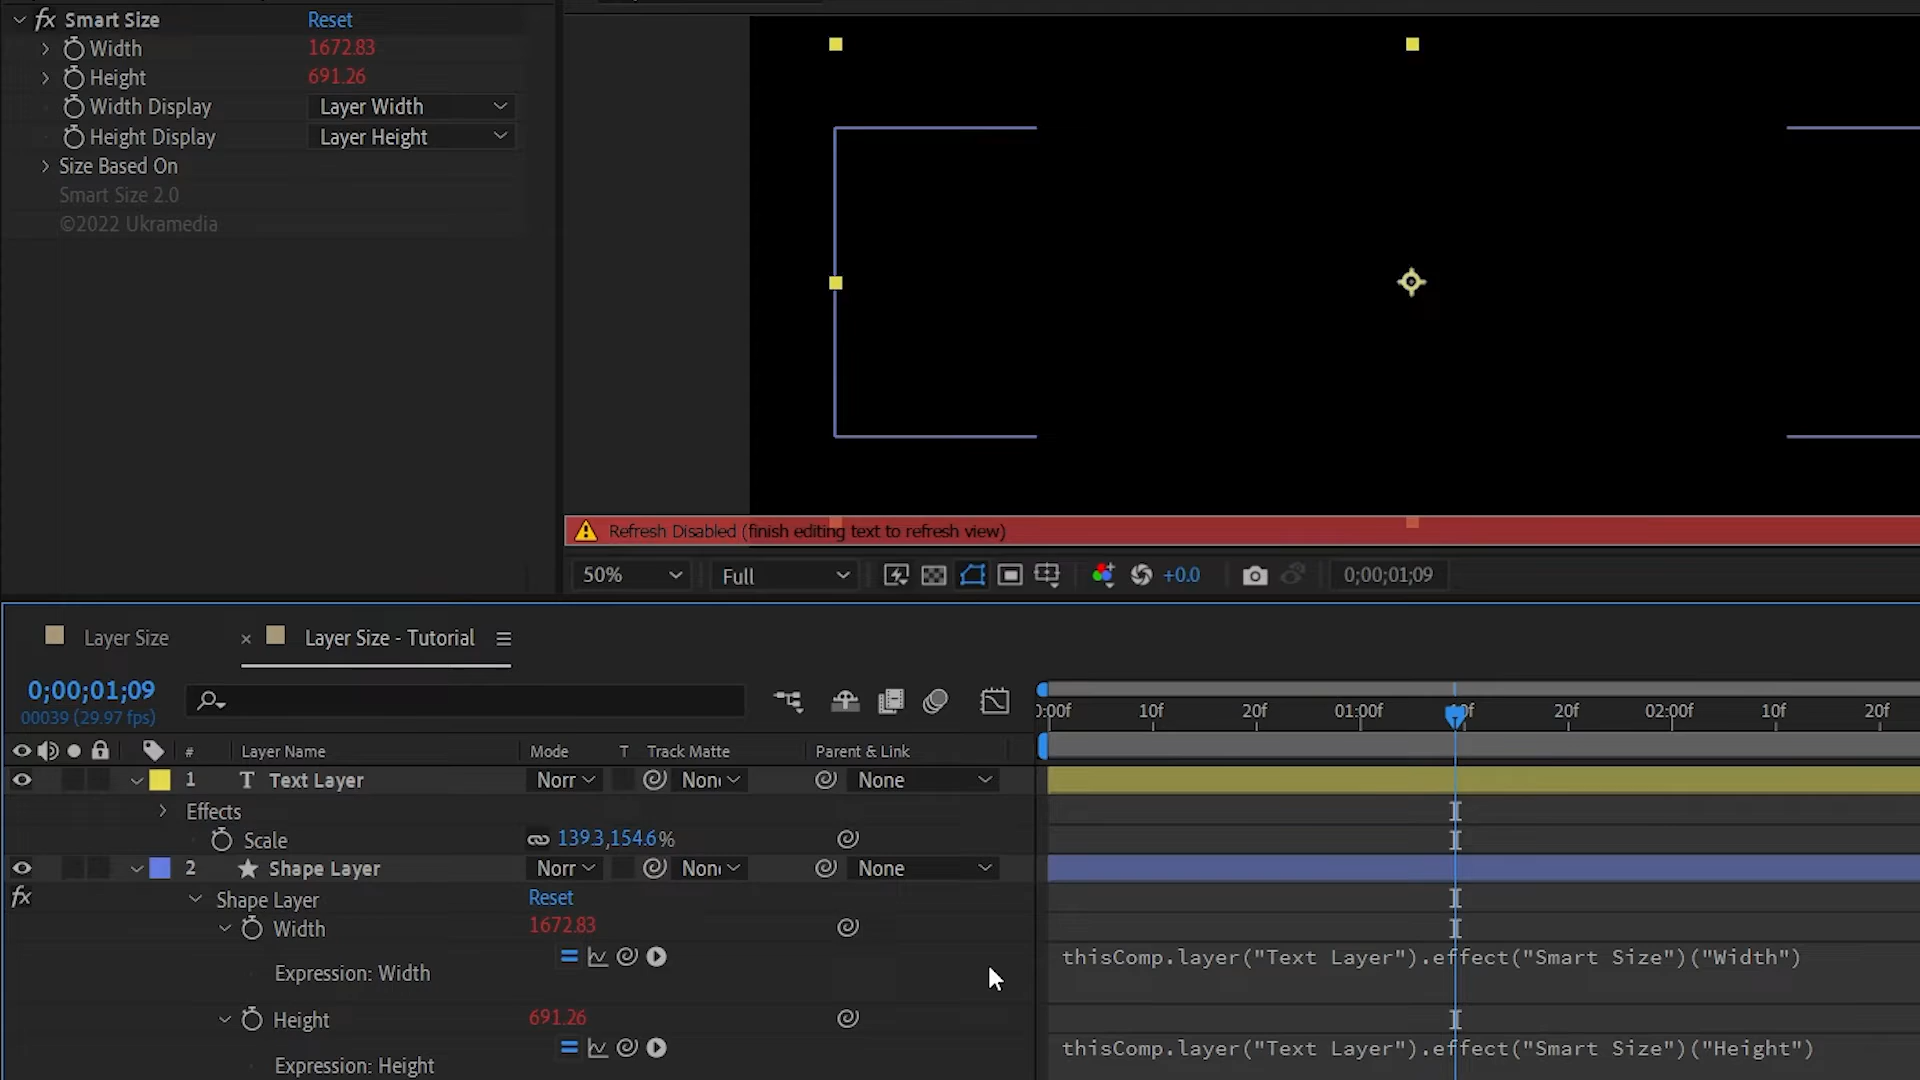 fx Smart Size Reset
Width 1672.83
Height 691.26
Width Display Layer Width
Height Display Layer Height
Size Based On
Smart Size 2.0
©2022 Ukramedia
Refresh Disabled (finish editing text to refresh view)
50% Full +0.0 0;00;01;09
Layer Size × Layer Size - Tutorial
0;00;01;09
00039 (29.97 fps)
0:00f 10f 20f 01:00f 20f 02:00f 10f 20f
# Layer Name Mode T Track Matte Parent & Link
1 T Text Layer Norr Non None
Effects
Scale 139.3,154.6%
2 Shape Layer Norr Non None
fx Shape Layer Reset
Width 1672.83
Expression: Width thisComp.layer("Text Layer").effect("Smart Size")("Width")
Height 691.26
Expression: Height thisComp.layer("Text Layer").effect("Smart Size")("Height")